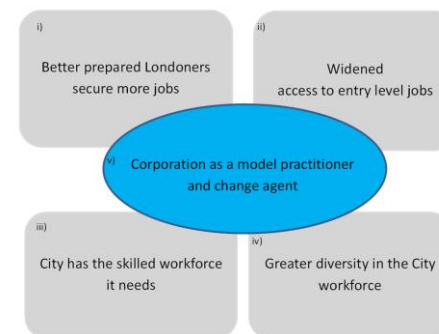 i)
Better prepared Londoners
secure more jobs
ii)
Widened
access to entry level jobs
v)
Corporation as a model practitioner
and change agent
iii)
City has the skilled workforce
it needs
iv)
Greater diversity in the City
workforce